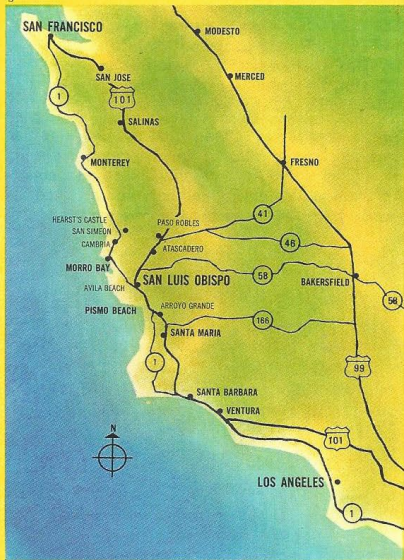 SAN FRANCISCO
MODESTO
SAN JOSE
MERCED
1
101
SALINAS
MONTEREY
FRESNO
41
HEARST'S CASTLE
SAN SIMEON
PASO ROBLES
CAMBRIA
46
ATASCADERO
MORRO BAY
58
SAN LUIS OBISPO
BAKERSFIELD
AVILA BEACH
58
PISMO BEACH
ARROYO GRANDE
166
SANTA MARIA
1
99
SANTA BARBARA
VENTURA
N
101
LOS ANGELES
1